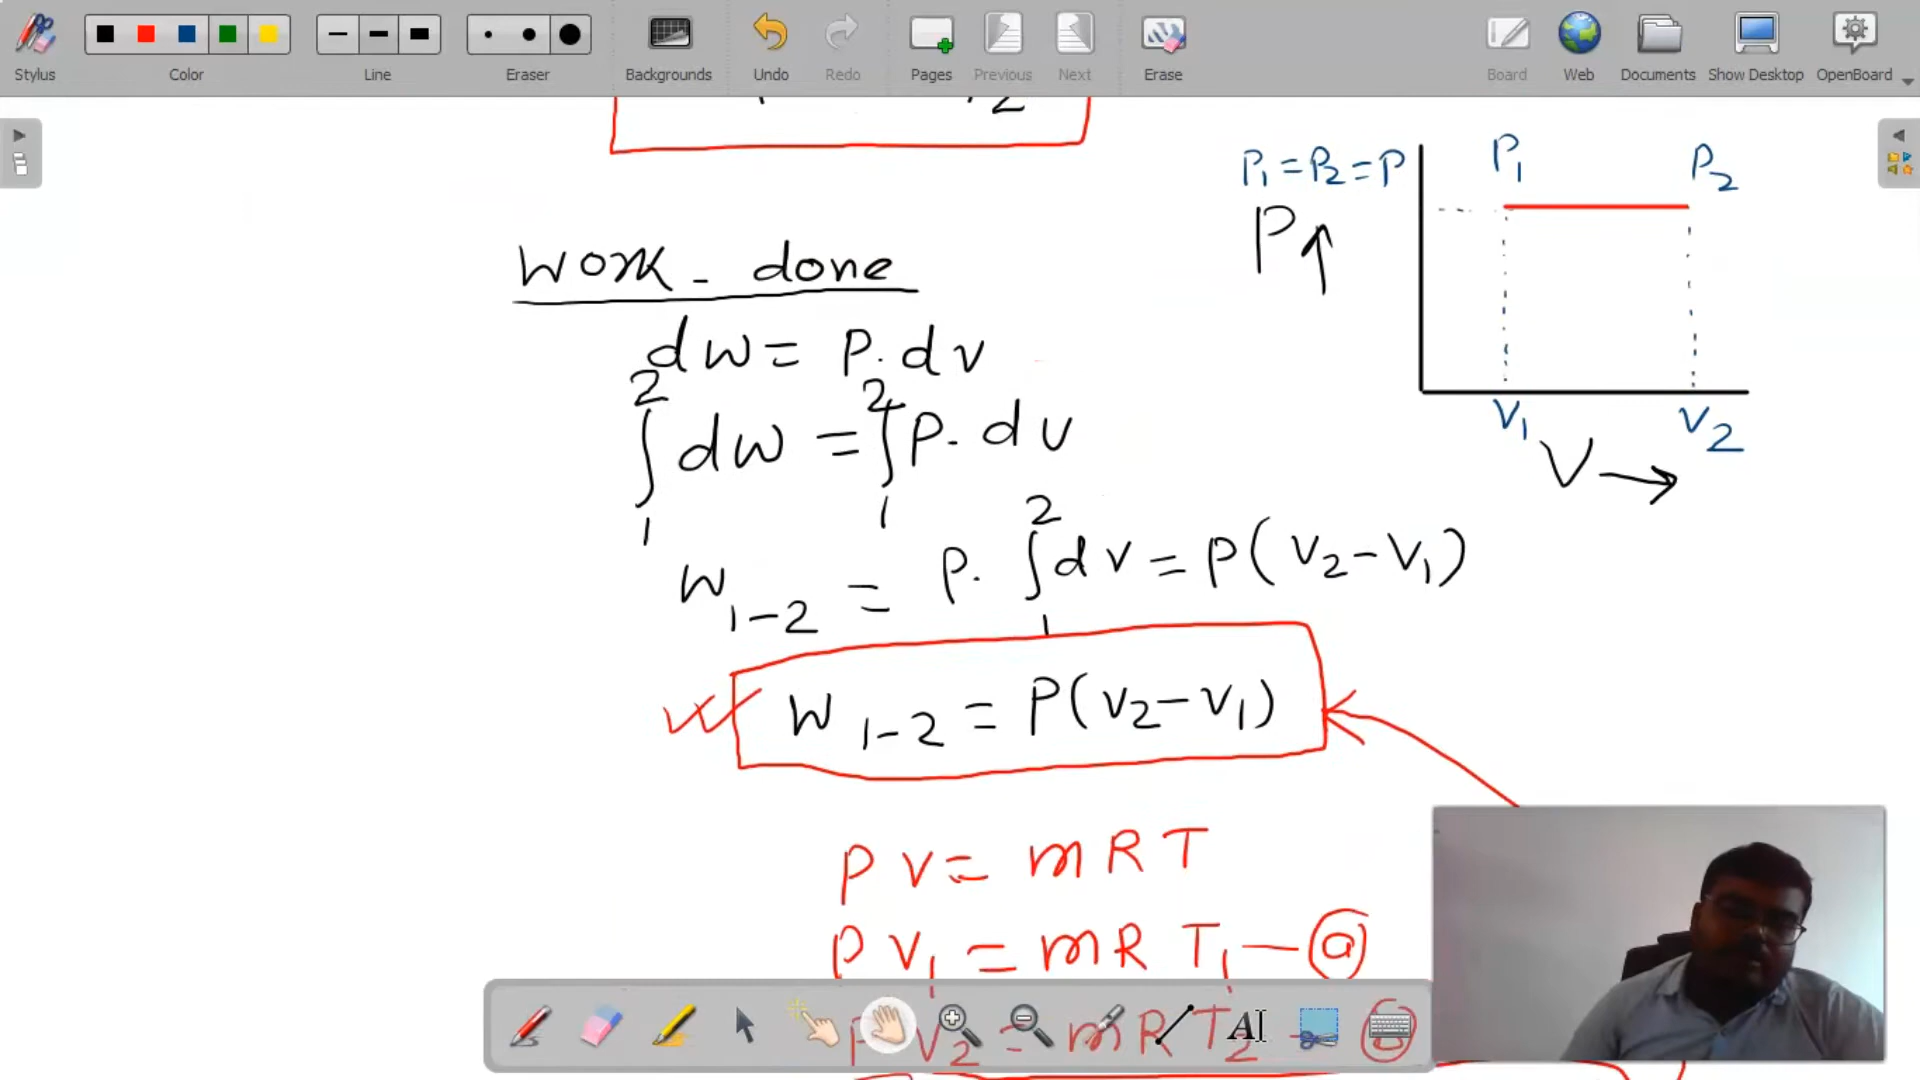 Stylus Color Line Eraser Backgrounds Undo Redo Pages Previous Next Erase Board Web Documents Show Desktop OpenBoard
P₁ = P₂ = P
P₁ P₂
P↑
V₁ V₂
V→
Work - done
dw = P. dv
∫₁² dw = ∫₁² P. dv
W₁₋₂ = P. ∫₁² dv = P(V₂-V₁)
W₁₋₂ = P(V₂-V₁)
PV = mRT
PV₁ = mRT₁ — ⓐ
PV₂ = mRT₂